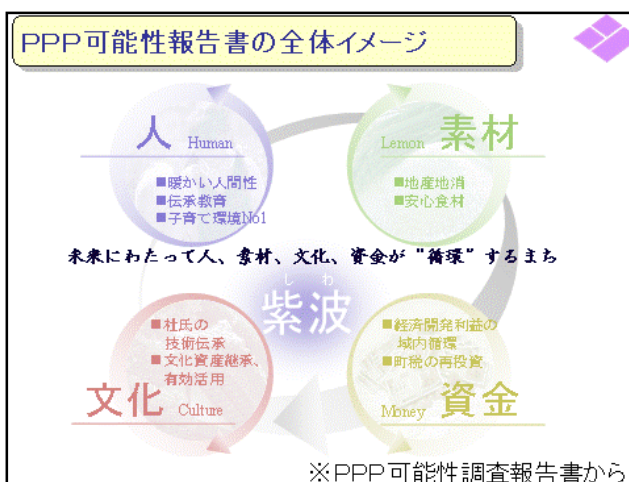 PPP可能性報告書の全体イメージ
人 Human
■暖かい人間性
■伝承教育
■子育て環境No1
Lemon 素材
■地産地消
■安心食材
未来にわたって人、素材、文化、資金が“循環”するまち
しわ
紫波
■杜氏の
技術伝承
■文化資産継承、
有効活用
文化 Culture
■経済開発利益の
域内循環
■町税の再投資
Money 資金
※PPP可能性調査報告書から